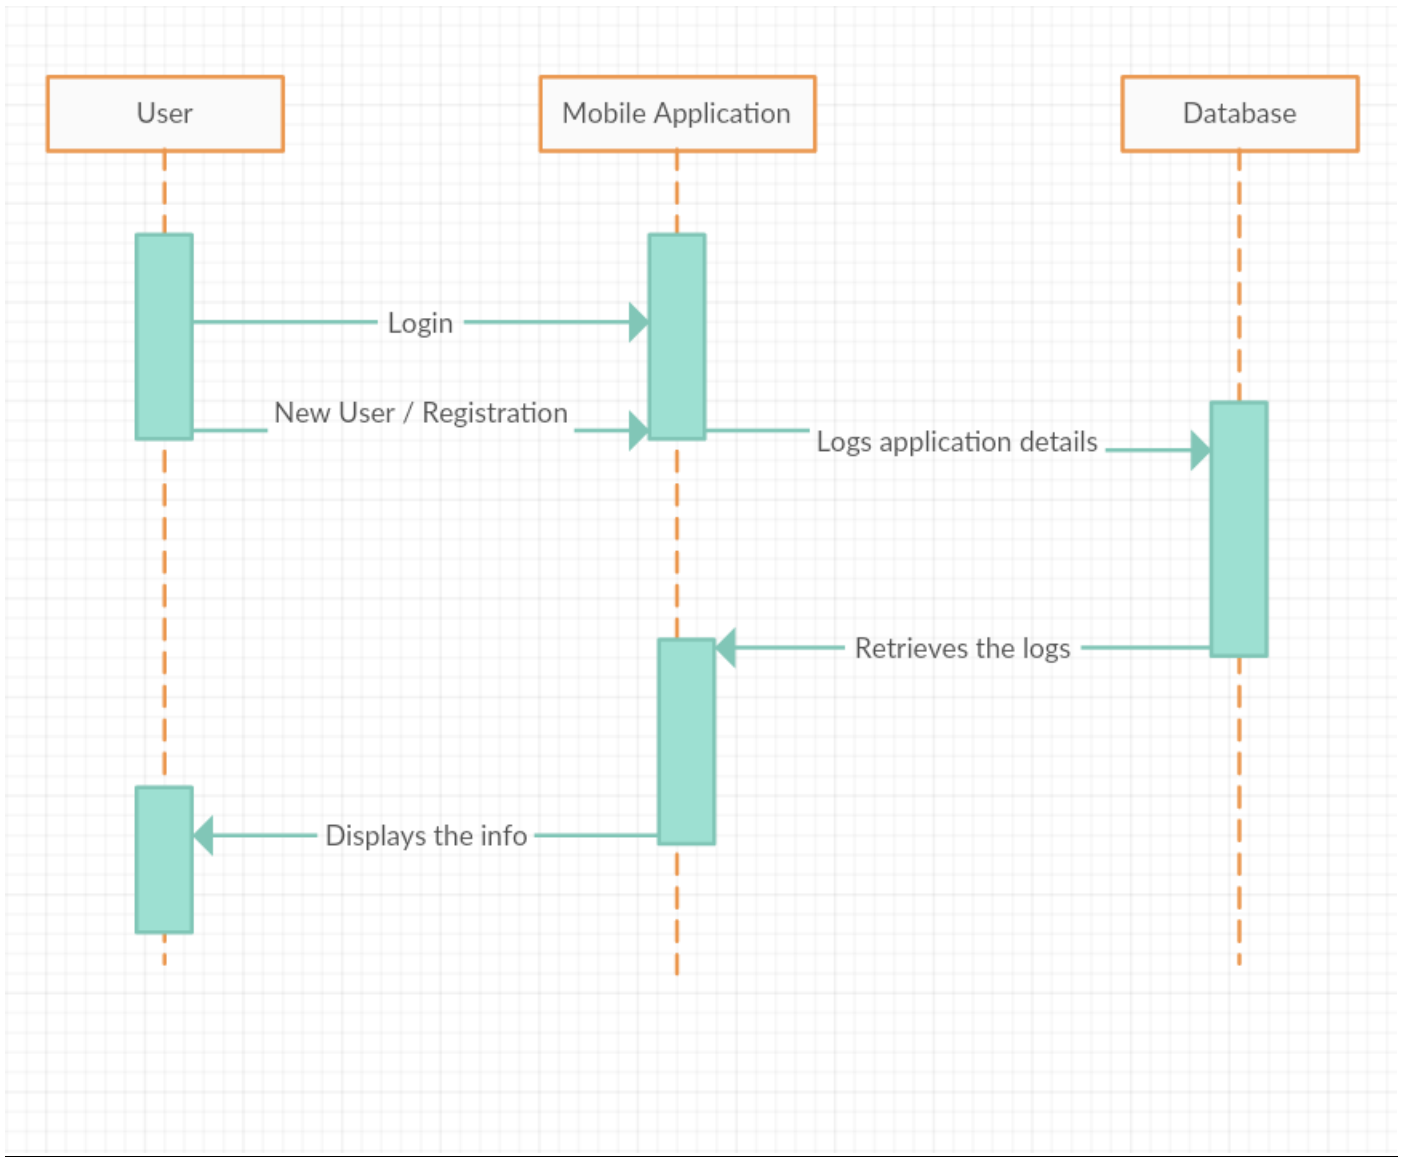 User
Mobile Application
Database
Login
New User / Registration
Logs application details
Retrieves the logs
Displays the info